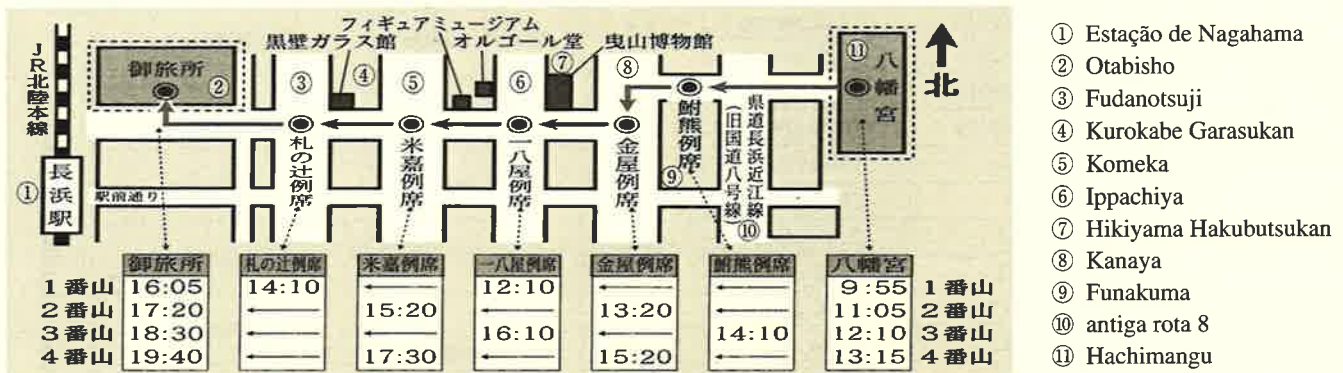 フィギュアミュージアム
黒壁ガラス館 オルゴール堂 曳山博物館
JR北陸本線
御旅所 ②
③
④
⑤
⑥
⑦
⑧
⑪ 八幡宮
北
鮒熊例席
⑨
県道長浜近江線
(旧国道八号線)
⑩
札の辻例席
米嘉例席
一八屋例席
金屋例席
① 長浜駅
駅前通り
御旅所 札の辻例席 米嘉例席 一八屋例席 金屋例席 鮒熊例席 八幡宮
1番山 16:05 14:10 ← 12:10 ← ← 9:55 1番山
2番山 17:20 ← 15:20 ← 13:20 ← 11:05 2番山
3番山 18:30 ← ← 16:10 ← 14:10 12:10 3番山
4番山 19:40 ← 17:30 ← 15:20 ← 13:15 4番山
① Estação de Nagahama
② Otabisho
③ Fudanotsuji
④ Kurokabe Garasukan
⑤ Komeka
⑥ Ippachiya
⑦ Hikiyama Hakubutsukan
⑧ Kanaya
⑨ Funakuma
⑩ antiga rota 8
⑪ Hachimangu